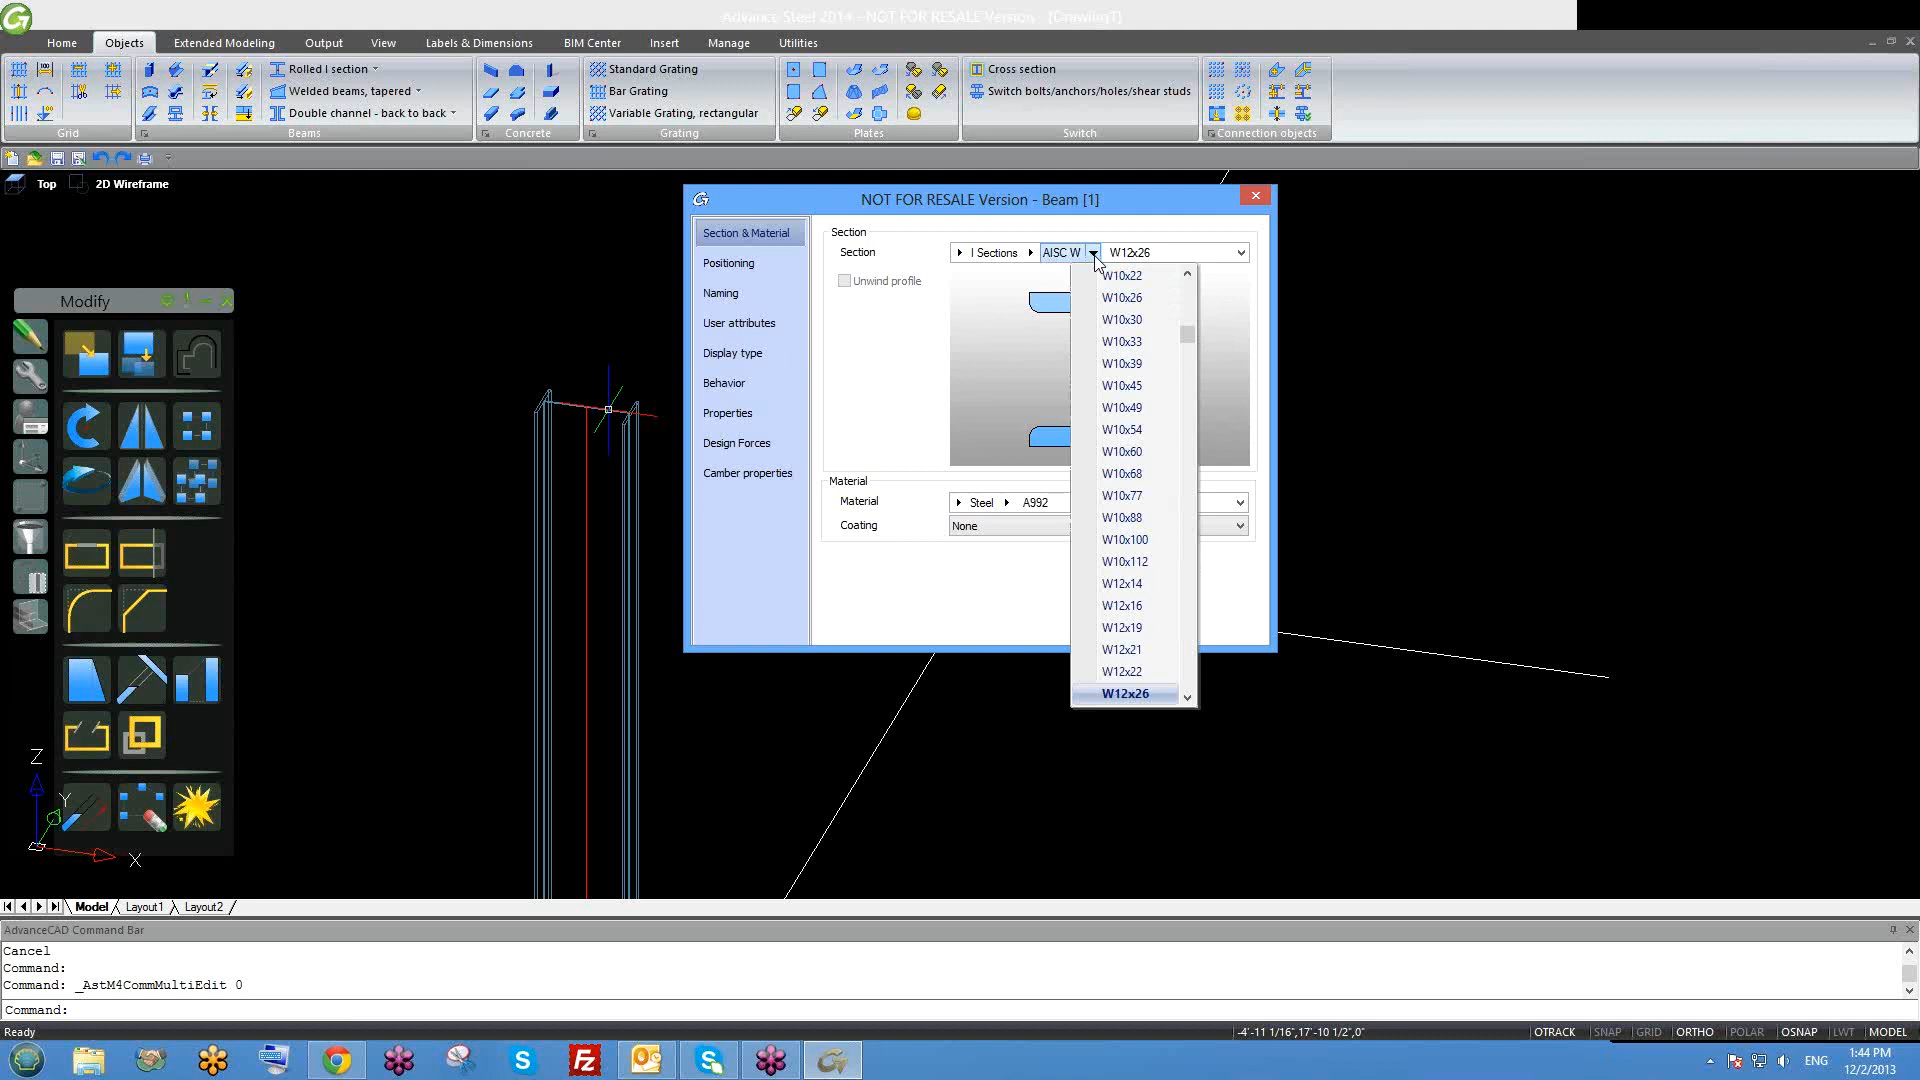 Advance Steel 2014 - NOT FOR RESALE Version - [Drawing1]
Home Objects Extended Modeling Output View Labels & Dimensions BIM Center Insert Manage Utilities
Rolled I section
Welded beams, tapered
Double channel - back to back
Standard Grating
Bar Grating
Variable Grating, rectangular
Cross section
Switch bolts/anchors/holes/shear studs
Grid Beams Concrete Grating Plates Switch Connection objects
Top 2D Wireframe
NOT FOR RESALE Version - Beam [1]
Section & Material
Positioning
Naming
User attributes
Display type
Behavior
Properties
Design Forces
Camber properties
Section
Section I Sections AISC W W12x26
Unwind profile
W10x22
W10x26
W10x30
W10x33
W10x39
W10x45
W10x49
W10x54
W10x60
W10x68
W10x77
W10x88
W10x100
W10x112
W12x14
W12x16
W12x19
W12x21
W12x22
W12x26
Material
Material Steel A992
Coating None
Modify
Z
Y
X
Model Layout1 Layout2
AdvanceCAD Command Bar
Cancel
Command:
Command: _AstM4CommMultiEdit 0
Command:
Ready -4'-11 1/16",17'-10 1/2",0" OTRACK SNAP GRID ORTHO POLAR OSNAP LWT MODEL
ENG
1:44 PM
12/2/2013